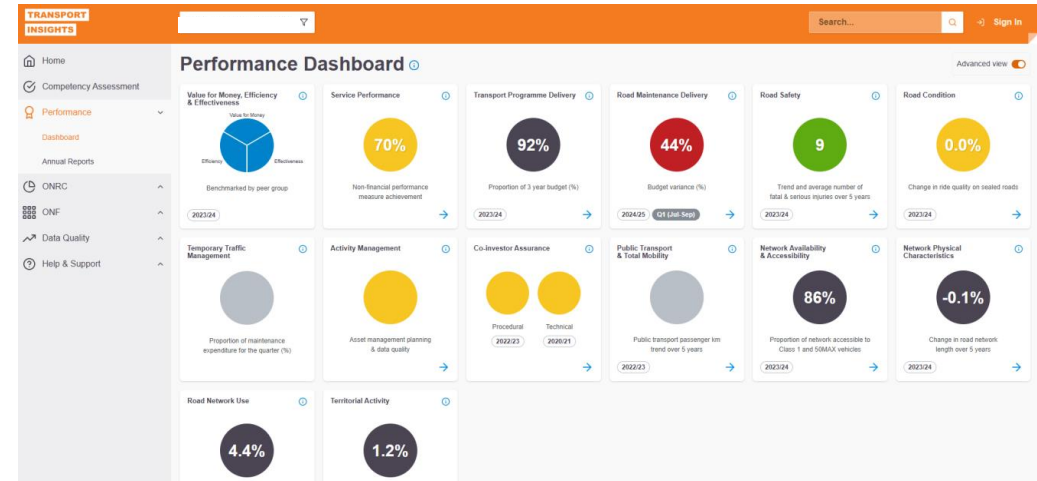 TRANSPORT
INSIGHTS
Search...
Sign In
Home
Competency Assessment
Performance
Dashboard
Annual Reports
ONRC
ONF
Data Quality
Help & Support
Performance Dashboard
Advanced view
Value for Money, Efficiency
& Effectiveness
Value for Money
Efficiency
Effectiveness
Benchmarked by peer group
2023/24
Service Performance
70%
Non-financial performance
measure achievement
Transport Programme Delivery
92%
Proportion of 3 year budget (%)
2023/24
Road Maintenance Delivery
44%
Budget variance (%)
2024/25
Q1 (Jul-Sep)
Road Safety
9
Trend and average number of
fatal & serious injuries over 5 years
2023/24
Road Condition
0.0%
Change in ride quality on sealed roads
2023/24
Temporary Traffic
Management
Proportion of maintenance
expenditure for the quarter (%)
Activity Management
Asset management planning
& data quality
Co-investor Assurance
Procedural
Technical
2022/23
2020/21
Public Transport
& Total Mobility
Public transport passenger km
trend over 5 years
2022/23
Network Availability
& Accessibility
86%
Proportion of network accessible to
Class 1 and 50MAX vehicles
2023/24
Network Physical
Characteristics
-0.1%
Change in road network
length over 5 years
2023/24
Road Network Use
4.4%
Territorial Activity
1.2%